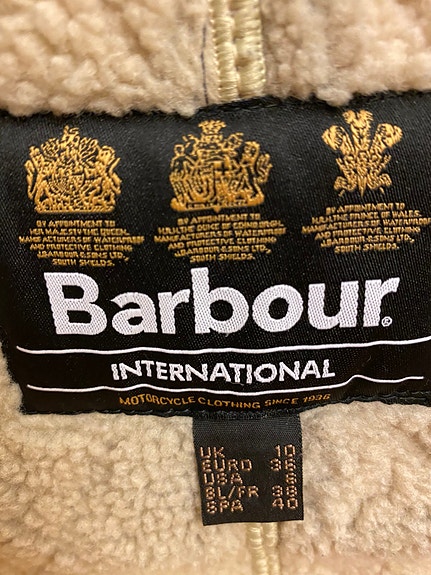 BY APPOINTMENT TO
HER MAJESTY THE QUEEN,
MANUFACTURERS OF WATERPROOF
AND PROTECTIVE CLOTHING
J.BARBOUR & SONS LTD
SOUTH SHIELDS.
BY APPOINTMENT TO
H.R.H. THE DUKE OF EDINBURGH,
MANUFACTURERS OF WATERPROOF
AND PROTECTIVE CLOTHING
J.BARBOUR & SONS LTD
SOUTH SHIELDS.
BY APPOINTMENT TO
H.R.H. THE PRINCE OF WALES,
MANUFACTURERS OF WATERPROOF
AND PROTECTIVE CLOTHING
J.BARBOUR & SONS LTD
SOUTH SHIELDS.
Barbour®
INTERNATIONAL
MOTORCYCLE CLOTHING SINCE 1936
UK 10
EURO 36
USA 6
BL/FR 38
SPA 40